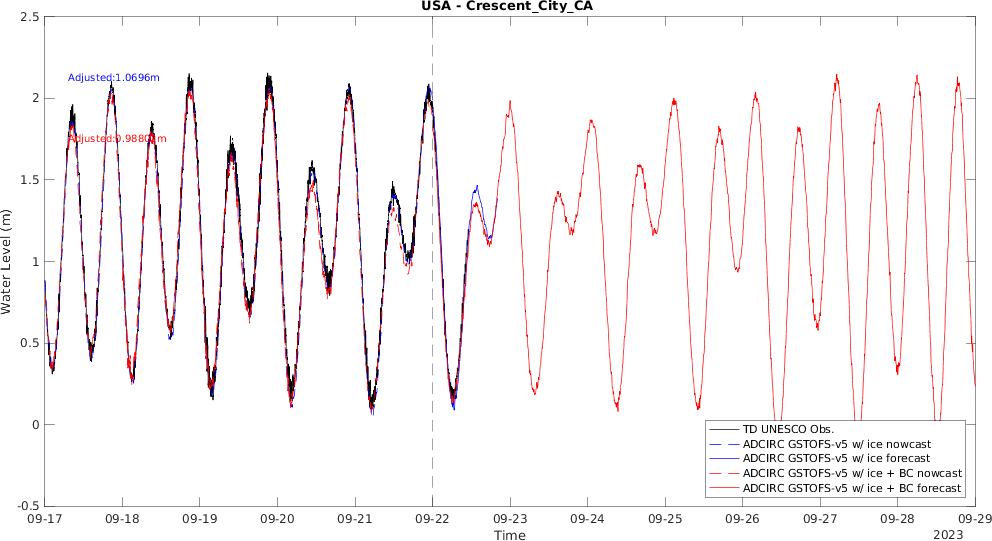 USA - Crescent_City_CA
2.5
2
1.5
1
0.5
0
-0.5
Water Level (m)
Adjusted:1.0696m
TD UNESCO Obs.
ADCIRC GSTOFS-v5 w/ ice nowcast
ADCIRC GSTOFS-v5 w/ ice forecast
ADCIRC GSTOFS-v5 w/ ice + BC nowcast
ADCIRC GSTOFS-v5 w/ ice + BC forecast
09-17 09-18 09-19 09-20 09-21 09-22 09-23 09-24 09-25 09-26 09-27 09-28 09-29
Time
2023